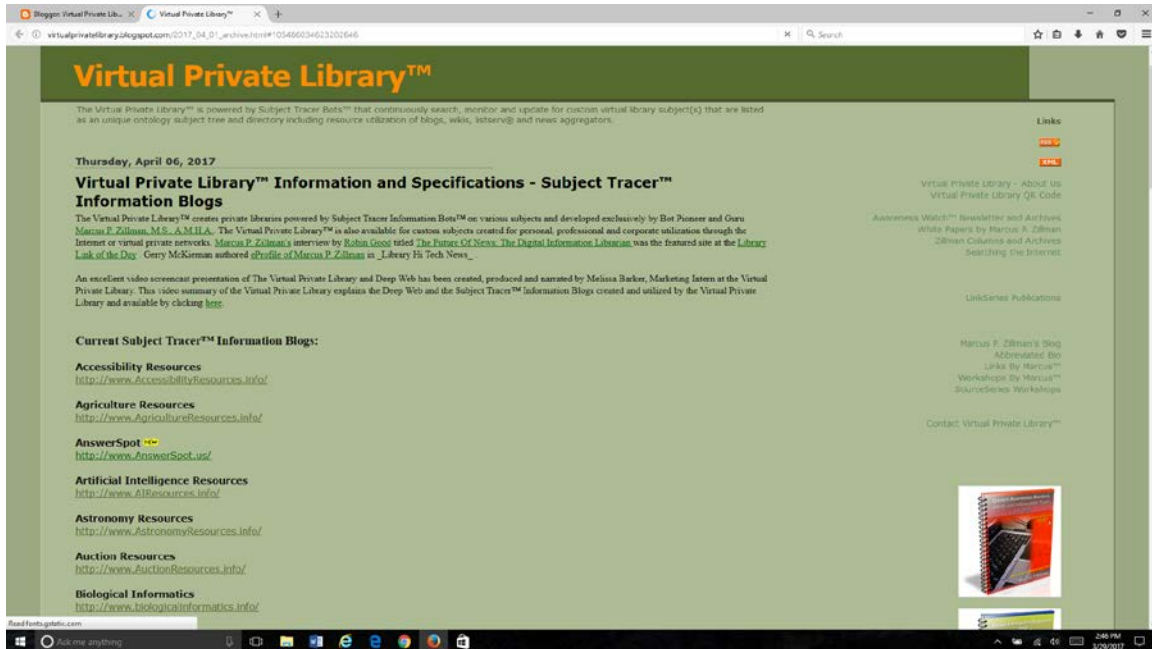 Blogger: Virtual Private Lib...
Virtual Private Library™
virtualprivatelibrary.blogspot.com/2017_04_01_archive.html#105486034623202646
Search
Virtual Private Library™
The Virtual Private Library™ is powered by Subject Tracer Bots™ that continuously search, monitor and update for custom virtual library subject(s) that are listed
as an unique ontology subject tree and directory including resource utilization of blogs, wikis, listserv® and news aggregators.
Thursday, April 06, 2017
Virtual Private Library™ Information and Specifications - Subject Tracer™
Information Blogs
The Virtual Private Library™ creates private libraries powered by Subject Tracer Information Bots™ on various subjects and developed exclusively by Bot Pioneer and Guru
Marcus P. Zillman, M.S., A.M.H.A. The Virtual Private Library™ is also available for custom subjects created for personal, professional and corporate utilization through the
Internet or virtual private networks. Marcus P. Zillman's interview by Robin Good titled The Future Of News: The Digital Information Librarian was the featured site at the Library
Link of the Day . Gerry McKiernan authored eProfile of Marcus P. Zillman in _Library Hi Tech News_ .
An excellent video screencast presentation of The Virtual Private Library and Deep Web has been created, produced and narrated by Melissa Barker, Marketing Intern at the Virtual
Private Library. This video summary of the Virtual Private Library explains the Deep Web and the Subject Tracer™ Information Blogs created and utilized by the Virtual Private
Library and available by clicking here.
Current Subject Tracer™ Information Blogs:
Accessibility Resources
http://www.AccessibilityResources.info/
Agriculture Resources
http://www.AgricultureResources.info/
AnswerSpot NEW
http://www.AnswerSpot.us/
Artificial Intelligence Resources
http://www.AIResources.info/
Astronomy Resources
http://www.AstronomyResources.info/
Auction Resources
http://www.AuctionResources.info/
Biological Informatics
http://www.biologicalinformatics.info/
Links
RSS
XML
Virtual Private Library - About Us
Virtual Private Library QR Code
Awareness Watch™ Newsletter and Archives
White Papers by Marcus P. Zillman
Zillman Columns and Archives
Searching the Internet
LinkSeries Publications
Marcus P. Zillman's Blog
Abbreviated Bio
Links By Marcus™
Workshops By Marcus™
SourceSeries Workshops
Contact Virtual Private Library™
Read fonts.gstatic.com
Ask me anything
2:46 PM
3/29/2017